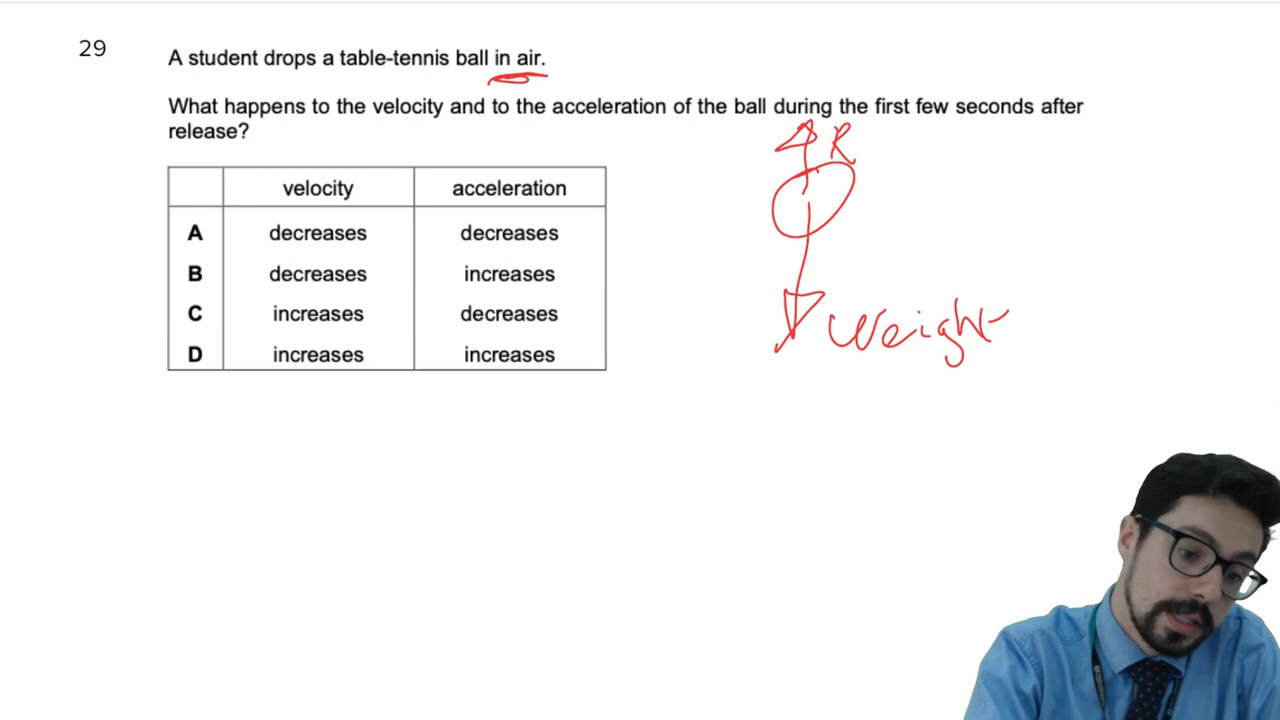 29
A student drops a table-tennis ball in air.
What happens to the velocity and to the acceleration of the ball during the first few seconds after
release?
velocity acceleration
A decreases decreases
B decreases increases
C increases decreases
D increases increases
R
Weight